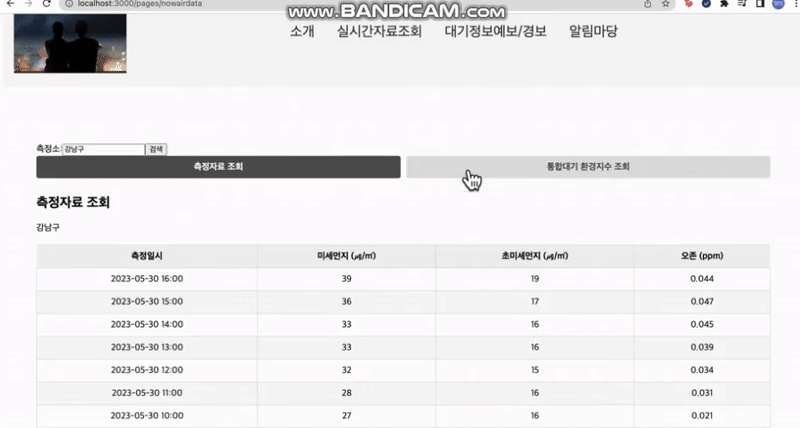 localhost:3000/pages/nowairdata
www.BANDICAM.com
소개 실시간자료조회 대기정보예보/경보 알림마당
측정소: 강남구 검색
측정자료 조회 통합대기 환경지수 조회
측정자료 조회
강남구
측정일시 미세먼지 (㎍/㎥) 초미세먼지 (㎍/㎥) 오존 (ppm)
2023-05-30 16:00 39 19 0.044
2023-05-30 15:00 36 17 0.047
2023-05-30 14:00 33 16 0.045
2023-05-30 13:00 33 16 0.039
2023-05-30 12:00 32 15 0.034
2023-05-30 11:00 28 16 0.031
2023-05-30 10:00 27 16 0.021